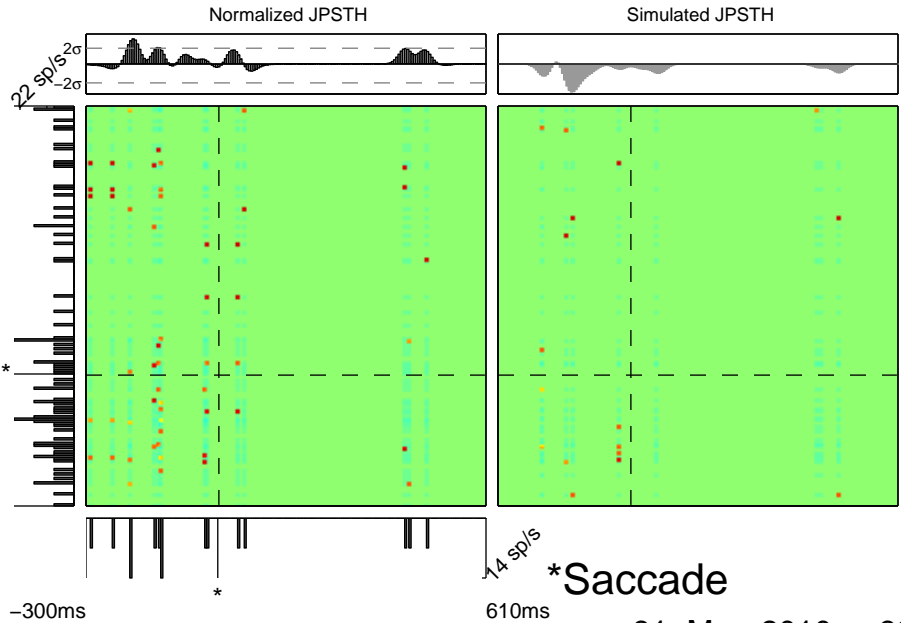 Normalized JPSTH
Simulated JPSTH
2σ
−2σ
22 sp/s
*
*
14 sp/s
*Saccade
−300ms
610ms